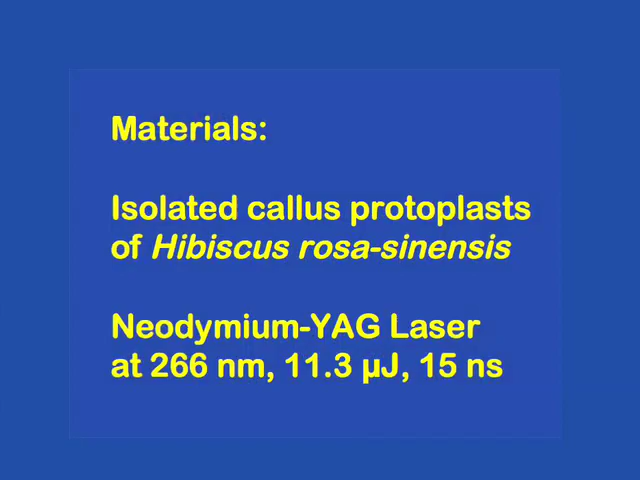 Materials:
Isolated callus protoplasts
of Hibiscus rosa-sinensis
Neodymium-YAG Laser
at 266 nm, 11.3 µJ, 15 ns